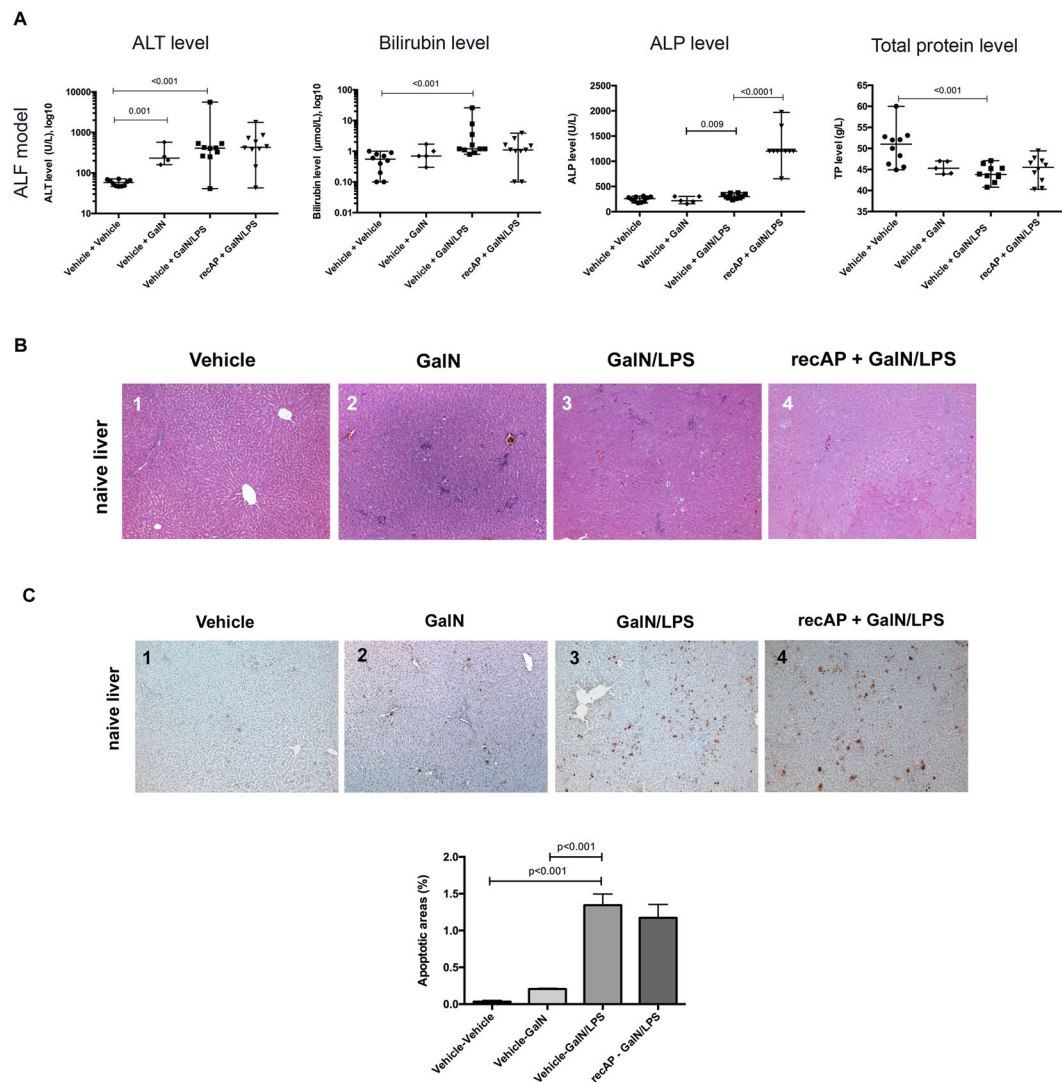 A
ALT level
Bilirubin level
ALP level
Total protein level
ALF model
ALT level (U/L), log10
10000
1000
100
10
<0.001
0.001
Vehicle + Vehicle
Vehicle + GalN
Vehicle + GalN/LPS
recAP + GalN/LPS
Bilirubin level (µmol/L), log10
100
10
1
0.10
0.01
<0.001
Vehicle + Vehicle
Vehicle + GalN
Vehicle + GalN/LPS
recAP + GalN/LPS
ALP level (U/L)
2500
2000
1500
1000
500
0
0.009
<0.0001
Vehicle + Vehicle
Vehicle + GalN
Vehicle + GalN/LPS
recAP + GalN/LPS
TP level (g/L)
65
60
55
50
45
40
35
<0.001
Vehicle + Vehicle
Vehicle + GalN
Vehicle + GalN/LPS
recAP + GalN/LPS
B
Vehicle
GalN
GalN/LPS
recAP + GalN/LPS
naive liver
1
2
3
4
C
Vehicle
GalN
GalN/LPS
recAP + GalN/LPS
naive liver
1
2
3
4
Apoptotic areas (%)
2.0
1.5
1.0
0.5
0.0
p<0.001
p<0.001
Vehicle-Vehicle
Vehicle-GalN
Vehicle-GalN/LPS
recAP - GalN/LPS